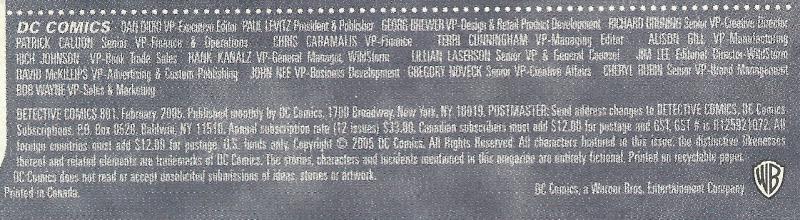 DC COMICS DAN DIDIO VP-Executive Editor PAUL LEVITZ President & Publisher GEORG BREWER VP-Design & Retail Product Development RICHARD BRUNING Senior VP-Creative Director
PATRICK CALDON Senior VP-Finance & Operations CHRIS CARAMALIS VP-Finance TERRI CUNNINGHAM VP-Managing Editor ALISON GILL VP-Manufacturing
RICH JOHNSON VP-Book Trade Sales HANK KANALZ VP-General Manager, WildStorm LILLIAN LASERSON Senior VP & General Counsel JIM LEE Editorial Director-WildStorm
DAVID McKILLIPS VP-Advertising & Custom Publishing JOHN NEE VP-Business Development GREGORY NOVECK Senior VP-Creative Affairs CHERYL RUBIN Senior VP-Brand Management
BOB WAYNE VP-Sales & Marketing
DETECTIVE COMICS 801, February, 2005. Published monthly by DC Comics, 1700 Broadway, New York, NY 10019. POSTMASTER: Send address changes to DETECTIVE COMICS, DC Comics
Subscriptions, P.O. Box 0528, Baldwin, NY 11510. Annual subscription rate (12 issues) $33.00. Canadian subscribers must add $12.00 for postage and GST. GST # is R125921072. All
foreign countries must add $12.00 for postage. U.S. funds only. Copyright © 2005 DC Comics. All Rights Reserved. All characters featured in this issue, the distinctive likenesses
thereof and related elements are trademarks of DC Comics. The stories, characters and incidents mentioned in this magazine are entirely fictional. Printed on recyclable paper.
DC Comics does not read or accept unsolicited submissions of ideas, stories or artwork.
Printed in Canada.
DC Comics, a Warner Bros. Entertainment Company
WB